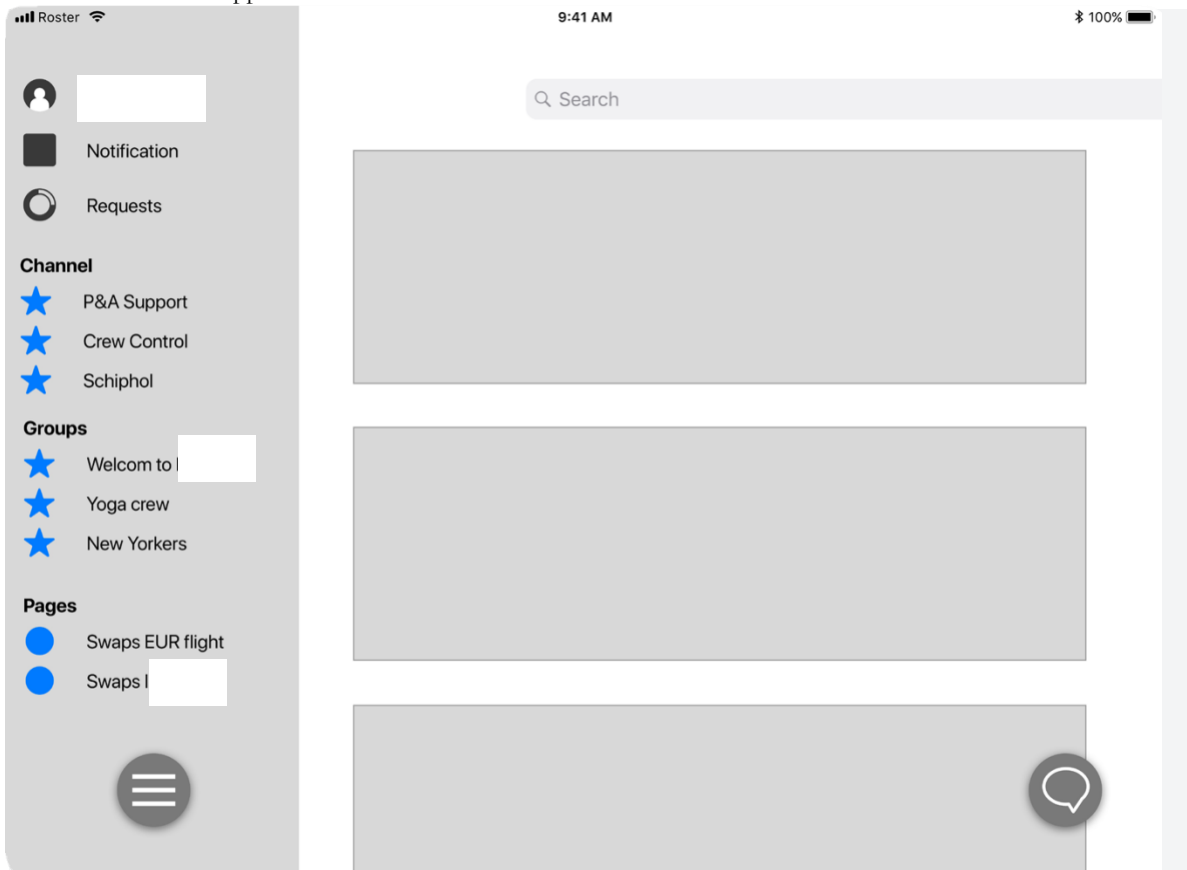 Roster
9:41 AM
100%
Search
Notification
Requests
Channel
P&A Support
Crew Control
Schiphol
Groups
Welcom to
Yoga crew
New Yorkers
Pages
Swaps EUR flight
Swaps